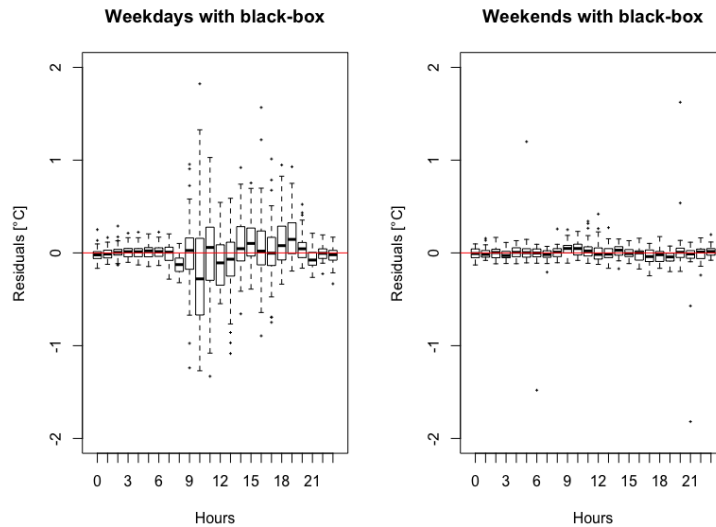 Weekdays with black-box
Weekends with black-box
Residuals [°C]
2
1
0
-1
-2
0 3 6 9 12 15 18 21
Hours
Residuals [°C]
2
1
0
-1
-2
0 3 6 9 12 15 18 21
Hours